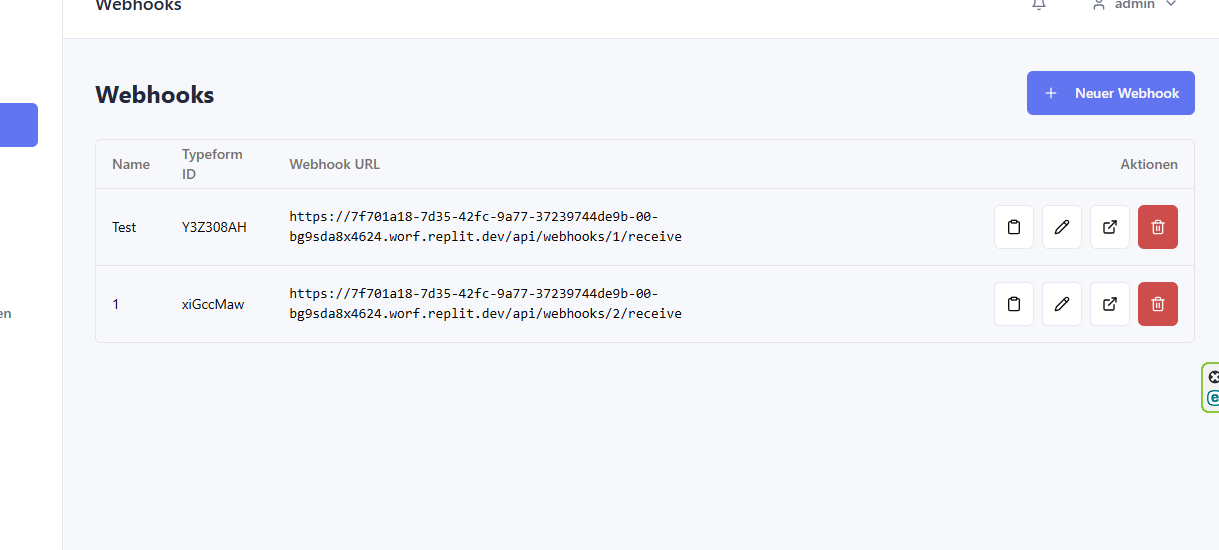 Webhooks
admin
Webhooks
Neuer Webhook
Name
Typeform
ID
Webhook URL
Aktionen
Test
Y3Z308AH
https://7f701a18-7d35-42fc-9a77-37239744de9b-00-
bg9sda8x4624.worf.replit.dev/api/webhooks/1/receive
1
xiGccMaw
https://7f701a18-7d35-42fc-9a77-37239744de9b-00-
bg9sda8x4624.worf.replit.dev/api/webhooks/2/receive
en